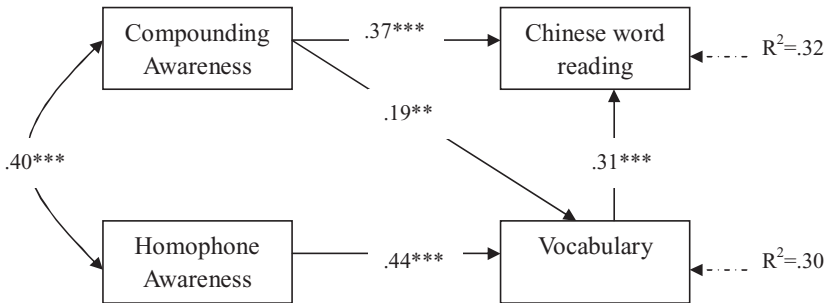 Compounding
Awareness
.37***
Chinese word
reading
R²=.32
.19**
.40***
.31***
Homophone
Awareness
.44***
Vocabulary
R²=.30